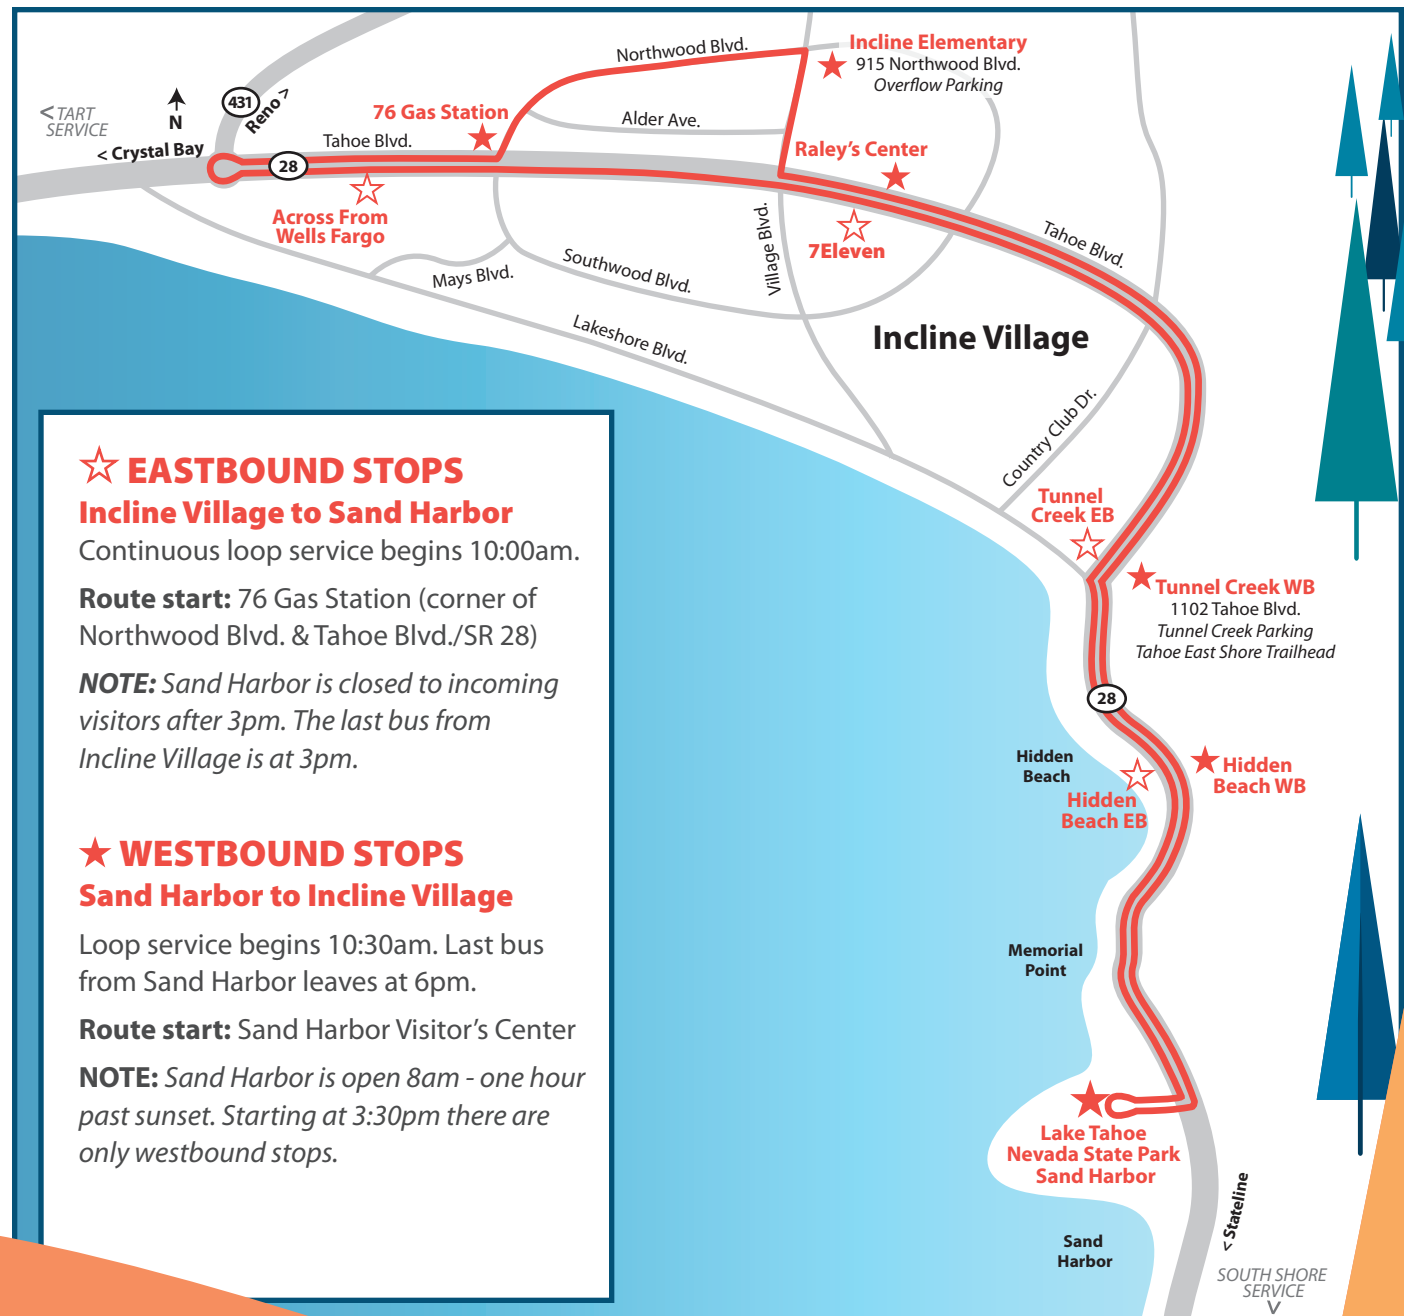 Northwood Blvd.
Incline Elementary
915 Northwood Blvd.
Overflow Parking
< TART
SERVICE
N
431
Reno >
76 Gas Station
Alder Ave.
Tahoe Blvd.
< Crystal Bay
28
Raley's Center
Across From
Wells Fargo
Village Blvd.
7Eleven
Tahoe Blvd.
Mays Blvd.
Southwood Blvd.
Lakeshore Blvd.
Incline Village
Country Club Dr.
Tunnel
Creek EB
Tunnel Creek WB
1102 Tahoe Blvd.
Tunnel Creek Parking
Tahoe East Shore Trailhead
28
Hidden
Beach
Hidden
Beach EB
Hidden
Beach WB
Memorial
Point
Lake Tahoe
Nevada State Park
Sand Harbor
Sand
Harbor
< Stateline
SOUTH SHORE
SERVICE
>
EASTBOUND STOPS
Incline Village to Sand Harbor
Continuous loop service begins 10:00am.
Route start: 76 Gas Station (corner of
Northwood Blvd. & Tahoe Blvd./SR 28)
NOTE: Sand Harbor is closed to incoming
visitors after 3pm. The last bus from
Incline Village is at 3pm.
WESTBOUND STOPS
Sand Harbor to Incline Village
Loop service begins 10:30am. Last bus
from Sand Harbor leaves at 6pm.
Route start: Sand Harbor Visitor's Center
NOTE: Sand Harbor is open 8am - one hour
past sunset. Starting at 3:30pm there are
only westbound stops.